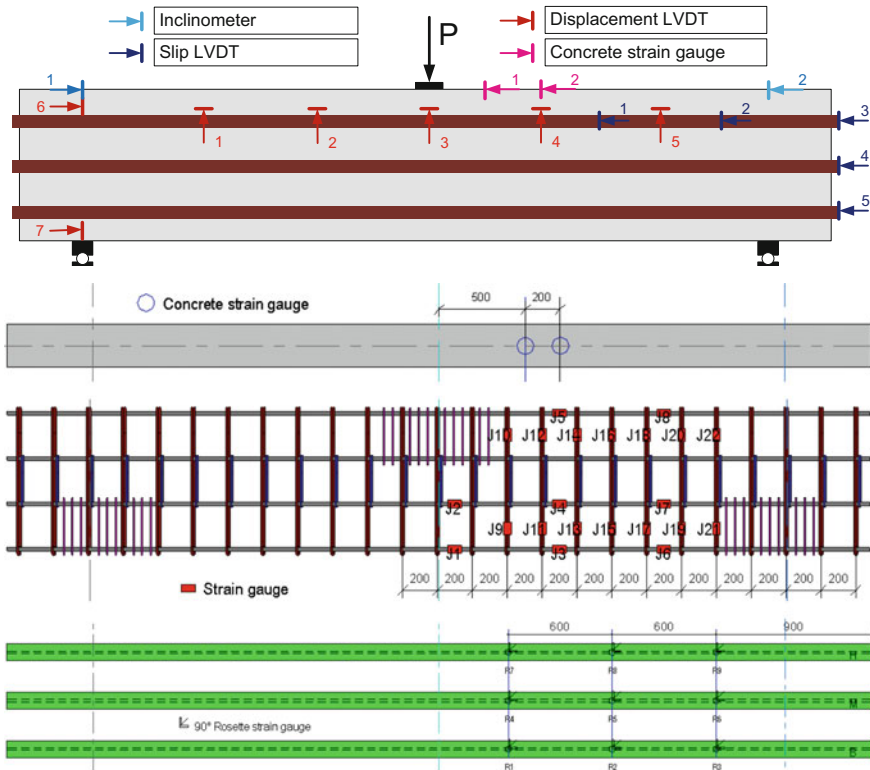 Inclinometer
Displacement LVDT
Slip LVDT
P
Concrete strain gauge
1
1
2
2
6
1
2
3
1
2
3
4
5
4
5
7
500
200
Concrete strain gauge
J5
J8
J10
J12
J14
J16
J18
J20
J22
J2
J4
J7
J9
J11
J13
J15
J17
J19
J21
J1
J3
J6
200 200 200 200 200 200 200 200 200 200 200 200 200
Strain gauge
600
600
900
R7
R8
R9
H
R4
R5
R6
M
90° Rosette strain gauge
B
R1
R2
R3